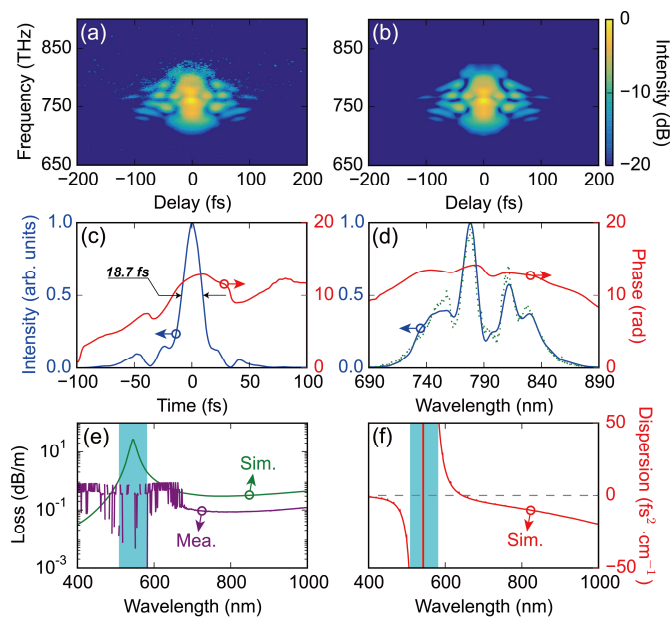 (a)
(b)
Frequency (THz)
850
750
650
−200 −100 0 100 200
Delay (fs)
−200 −100 0 100 200
Delay (fs)
0
−10
−20
Intensity (dB)
(c)
18.7 fs
Intensity (arb. units)
1.0
0.5
0.0
20
10
0
−100 −50 0 50 100
Time (fs)
(d)
1.0
0.5
0.0
20
10
0
Phase (rad)
690 740 790 840 890
Wavelength (nm)
(e)
Sim.
Mea.
Loss (dB/m)
10¹
10⁻¹
10⁻³
400 600 800 1000
Wavelength (nm)
(f)
Sim.
50
0
−50
Dispersion (fs² · cm⁻¹)
400 600 800 1000
Wavelength (nm)